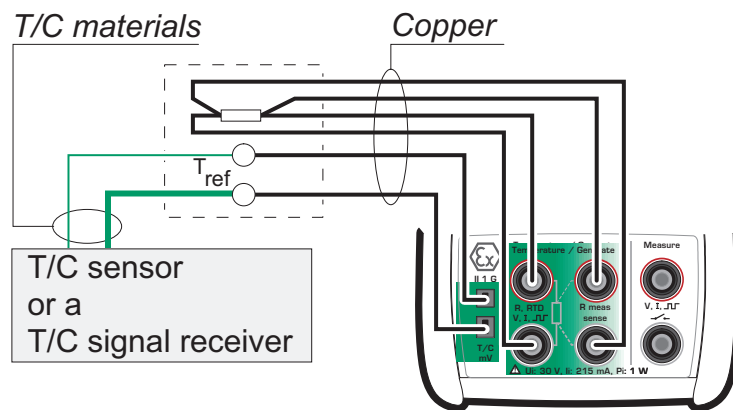 T/C materials
Copper
Tref
T/C sensor
or a
T/C signal receiver
Temperature / Generate
Measure
εx
II 1 G
R, RTD
V, I, ⎍
R meas
sense
V, I, ⎍
T/C
mV
⚠ Ui: 30 V, Ii: 215 mA, Pi: 1 W